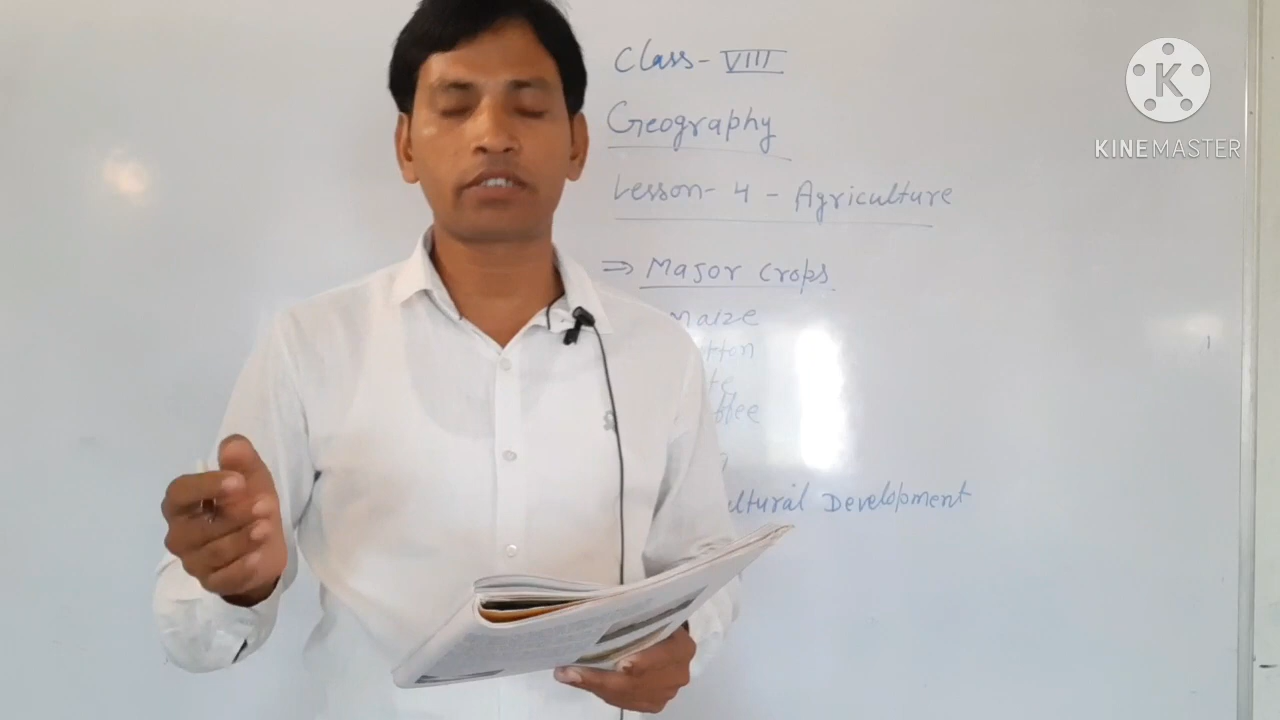 Class - VIII
Geography
Lesson - 4 - Agriculture
⇒ Major crops
Maize
Development
K
KINEMASTER